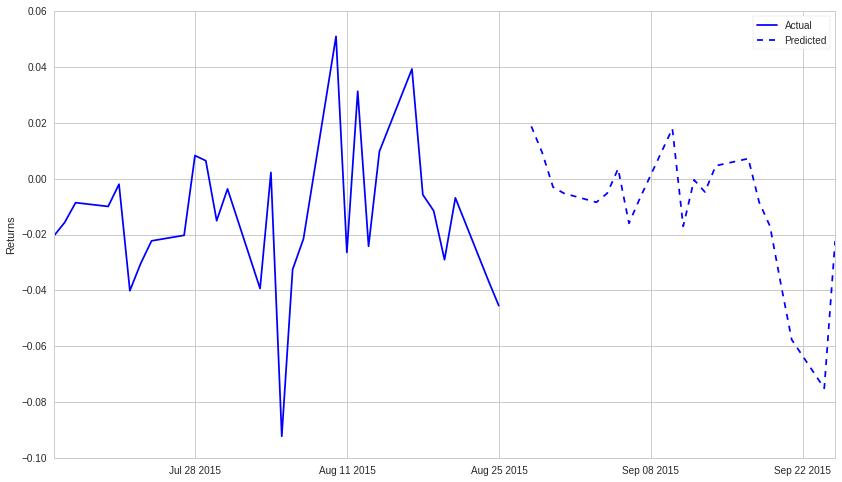 0.06
0.04
0.02
0.00
−0.02
−0.04
−0.06
−0.08
−0.10
Returns
Actual
Predicted
Jul 28 2015
Aug 11 2015
Aug 25 2015
Sep 08 2015
Sep 22 2015